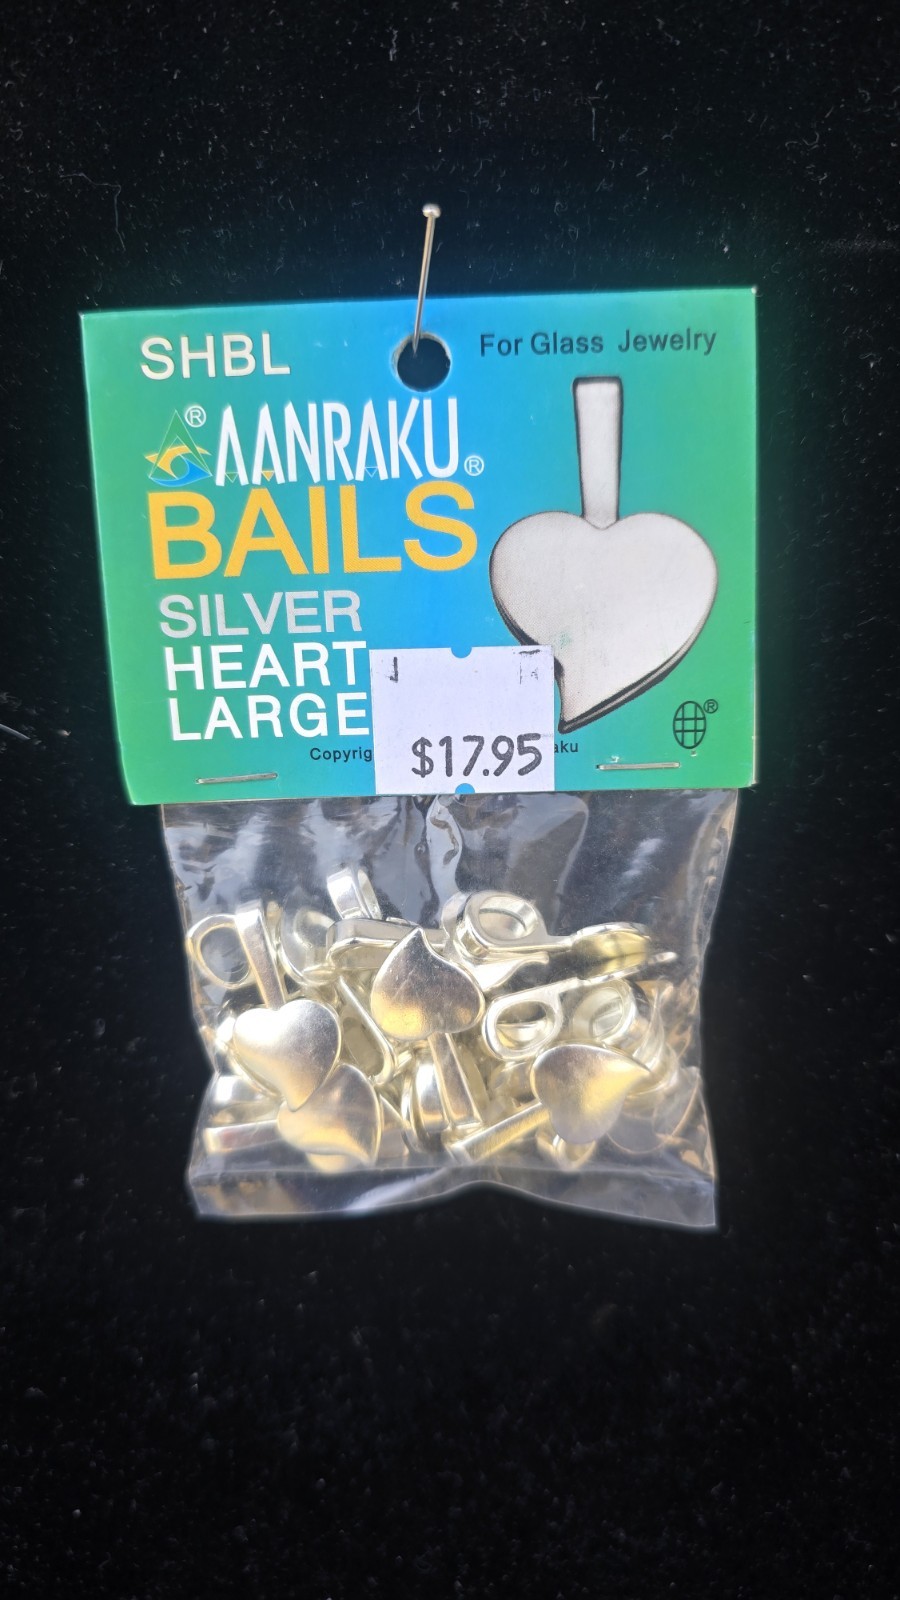 SHBL
For Glass Jewelry
® AANRAKU®
BAILS
SILVER
HEART
LARGE
$17.95
®